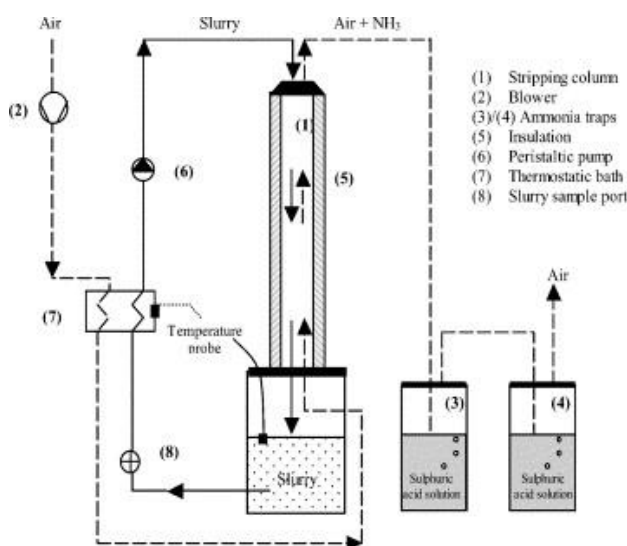 Air
Slurry
Air + NH₃
(2)
(1)
(6)
(5)
(1) Stripping column
(2) Blower
(3)/(4) Ammonia traps
(5) Insulation
(6) Peristaltic pump
(7) Thermostatic bath
(8) Slurry sample port
(7)
Temperature
probe
Air
(8)
Slurry
(3)
Sulphuric
acid solution
(4)
Sulphuric
acid solution